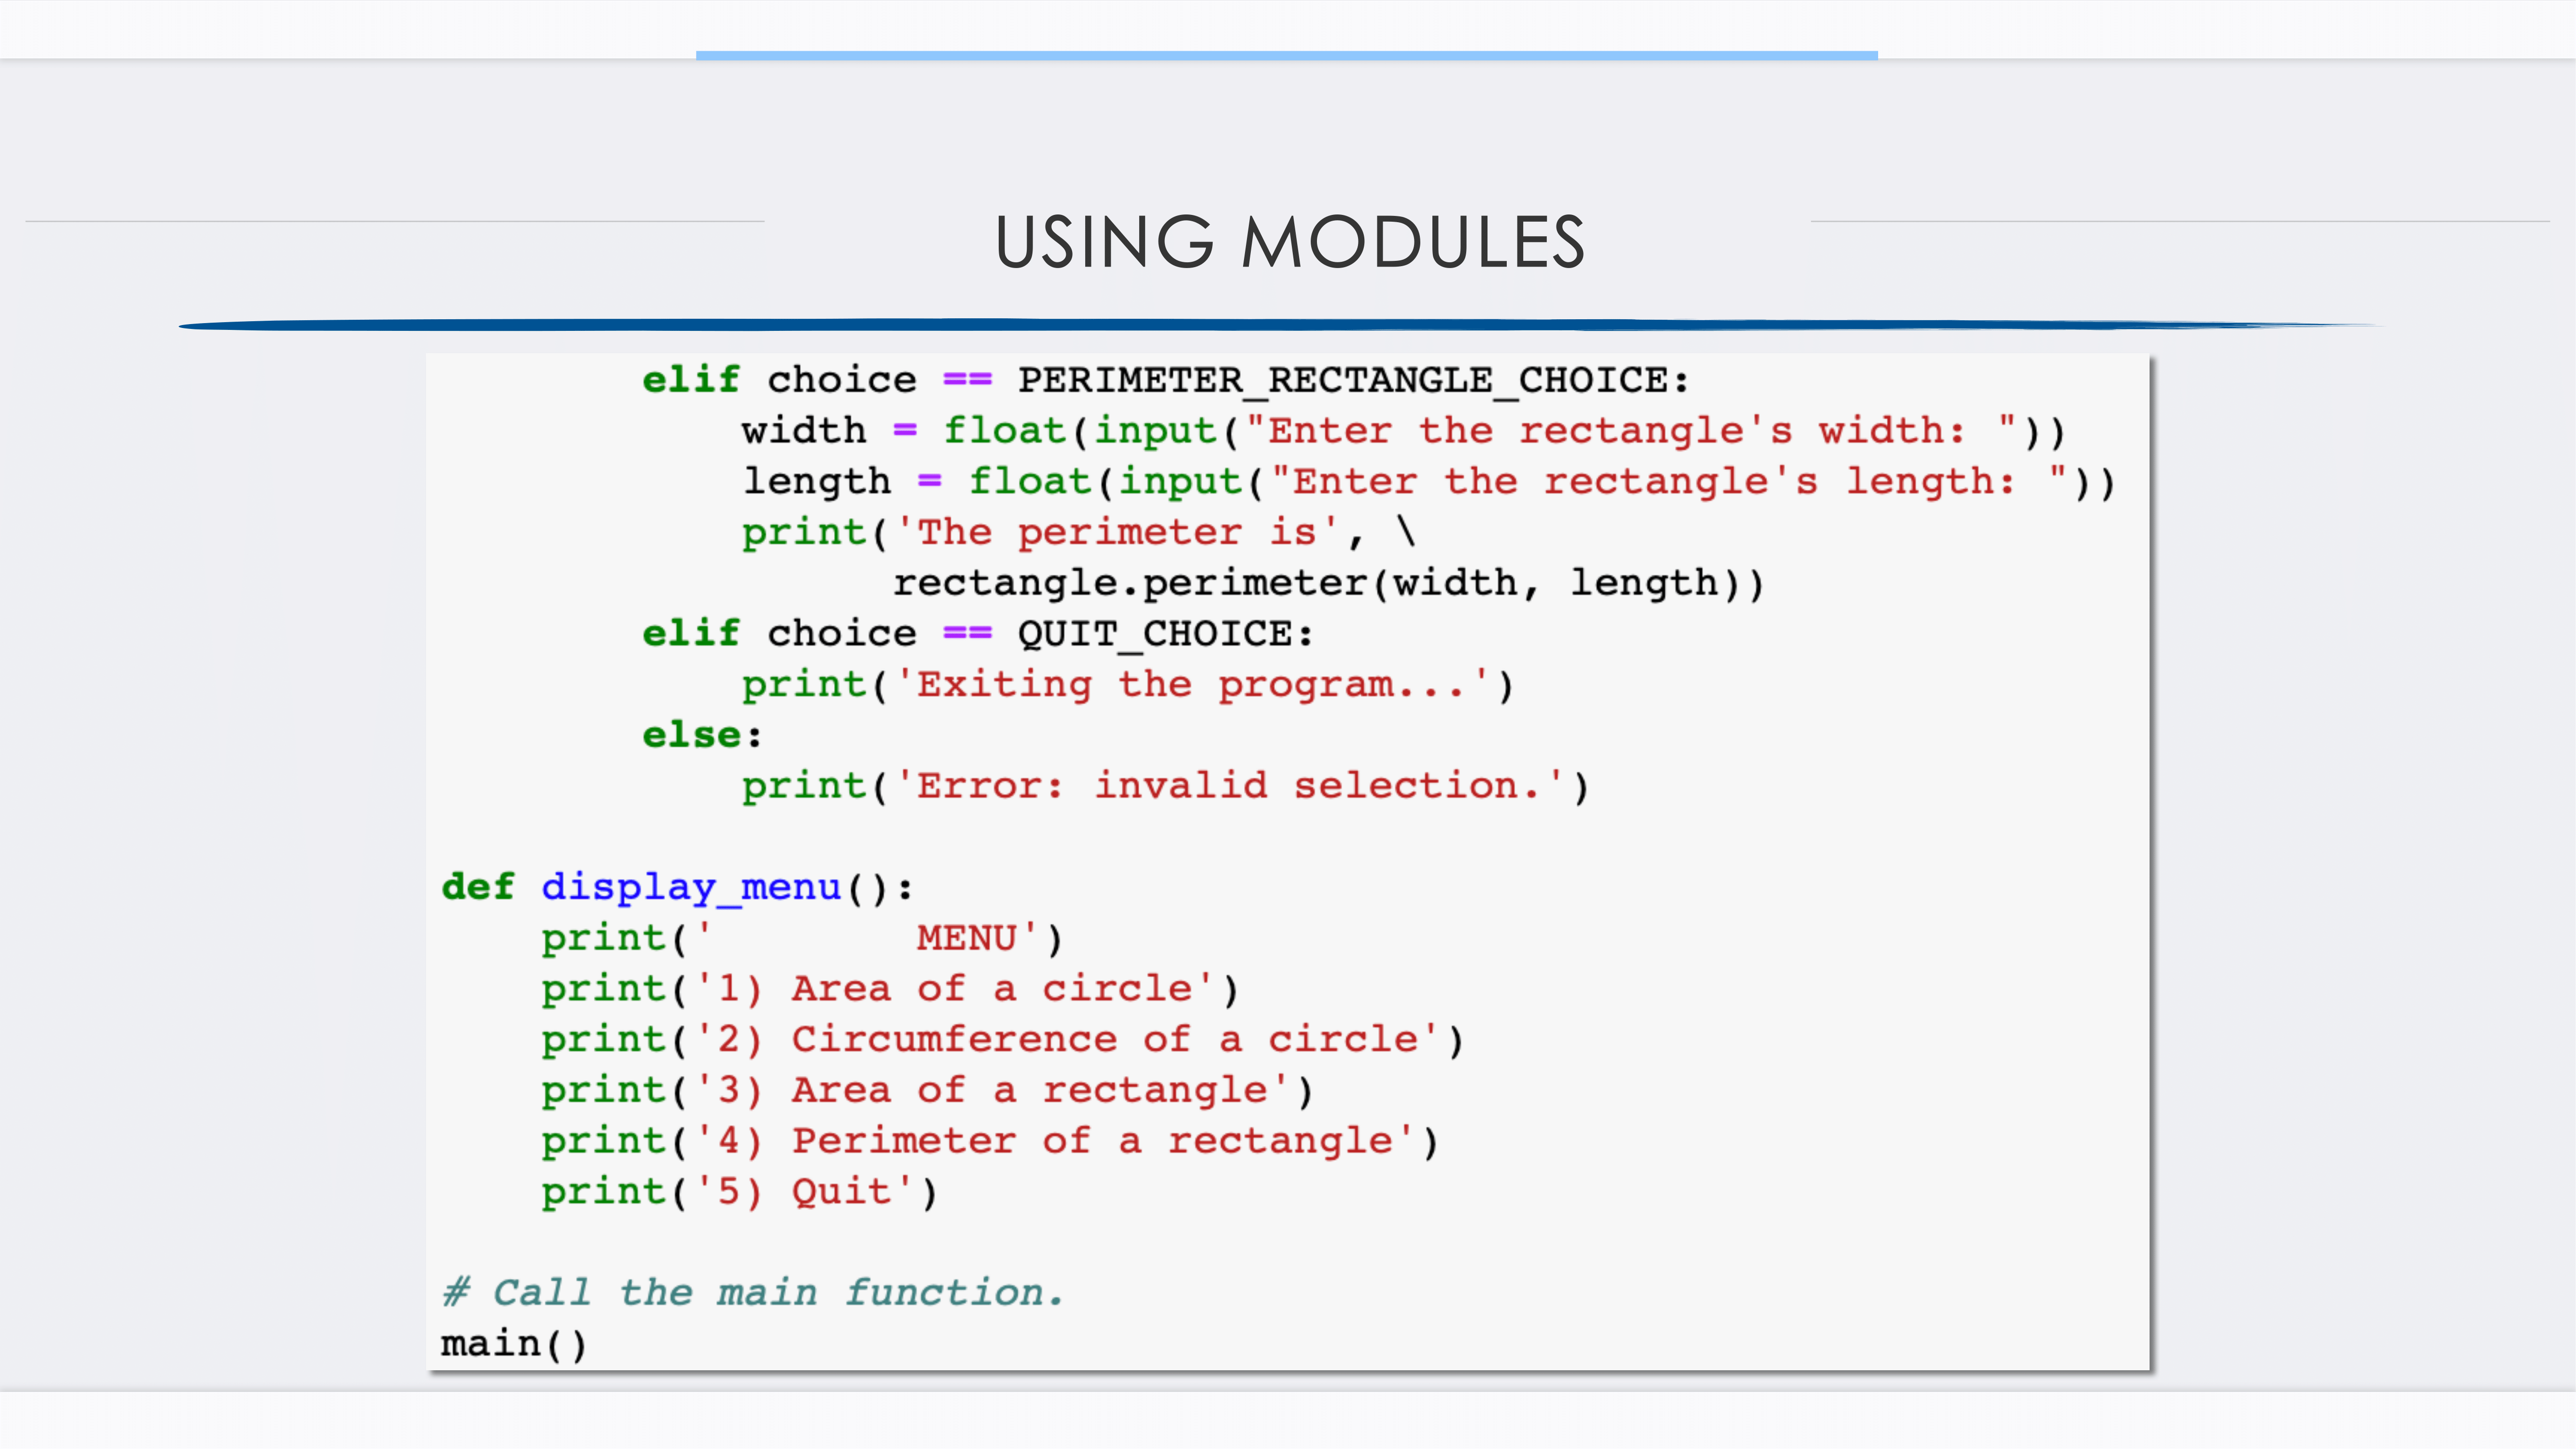 USING MODULES
        elif choice == PERIMETER_RECTANGLE_CHOICE:
            width = float(input("Enter the rectangle's width: "))
            length = float(input("Enter the rectangle's length: "))
            print('The perimeter is', \
                  rectangle.perimeter(width, length))
        elif choice == QUIT_CHOICE:
            print('Exiting the program...')
        else:
            print('Error: invalid selection.')
def display_menu():
    print('        MENU')
    print('1) Area of a circle')
    print('2) Circumference of a circle')
    print('3) Area of a rectangle')
    print('4) Perimeter of a rectangle')
    print('5) Quit')
# Call the main function.
main()